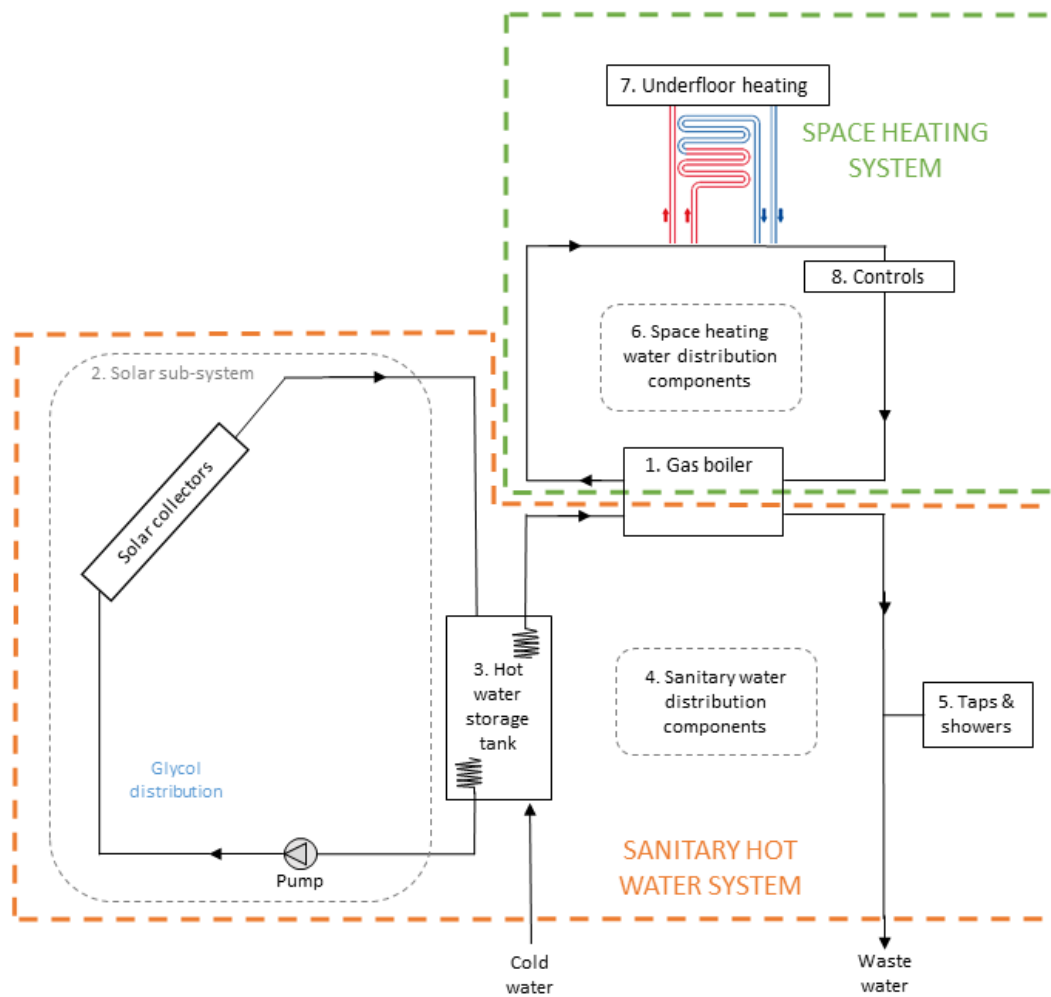 7. Underfloor heating
SPACE HEATING
SYSTEM
8. Controls
6. Space heating
water distribution
components
2. Solar sub-system
Solar collectors
1. Gas boiler
3. Hot
water
storage
tank
4. Sanitary water
distribution
components
5. Taps &
showers
Glycol
distribution
Pump
SANITARY HOT
WATER SYSTEM
Cold
water
Waste
water